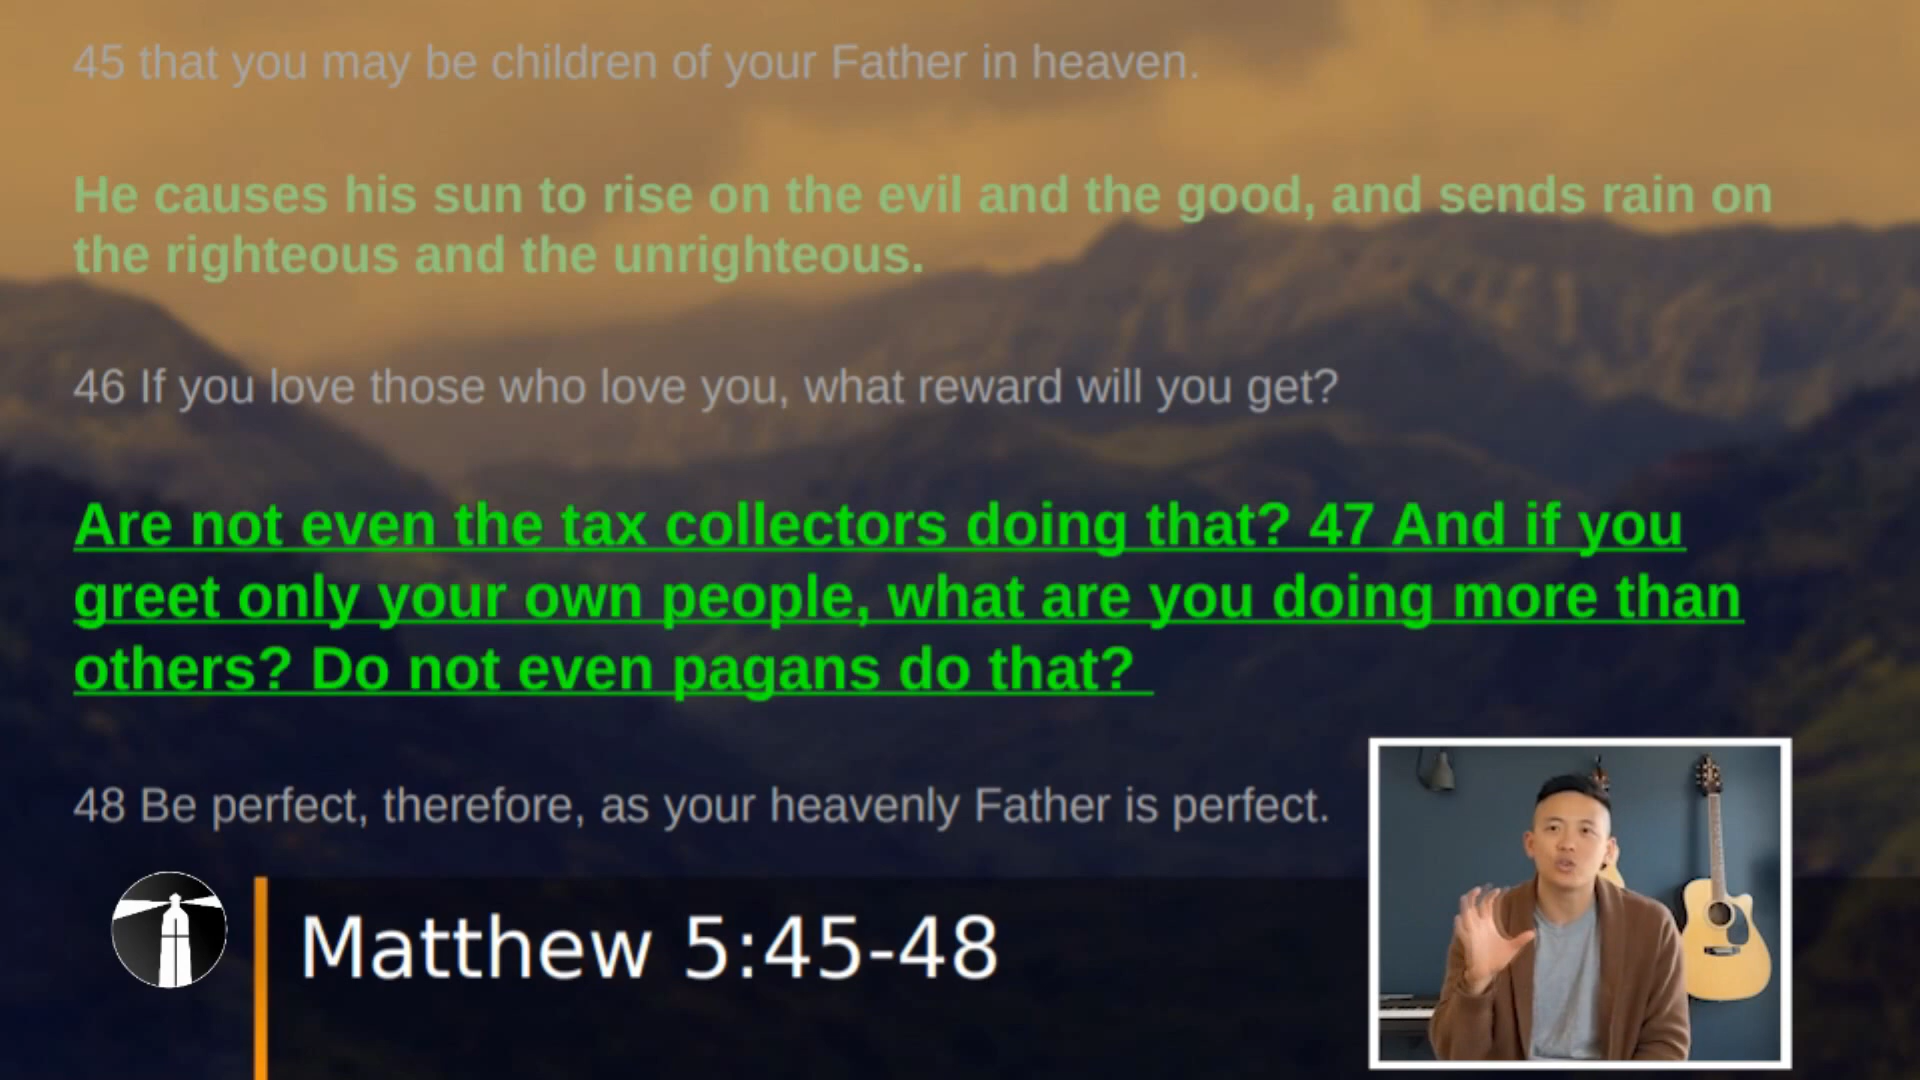 45 that you may be children of your Father in heaven.
He causes his sun to rise on the evil and the good, and sends rain on
the righteous and the unrighteous.
46 If you love those who love you, what reward will you get?
Are not even the tax collectors doing that? 47 And if you
greet only your own people, what are you doing more than
others? Do not even pagans do that?
48 Be perfect, therefore, as your heavenly Father is perfect.
Matthew 5:45-48